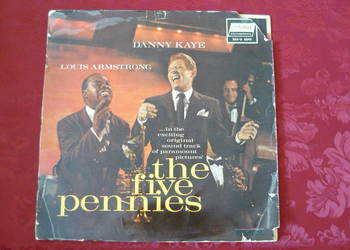 DANNY KAYE
LOUIS ARMSTRONG
...in the
exciting
original
sound track
of paramount
pictures'
the
five
pennies